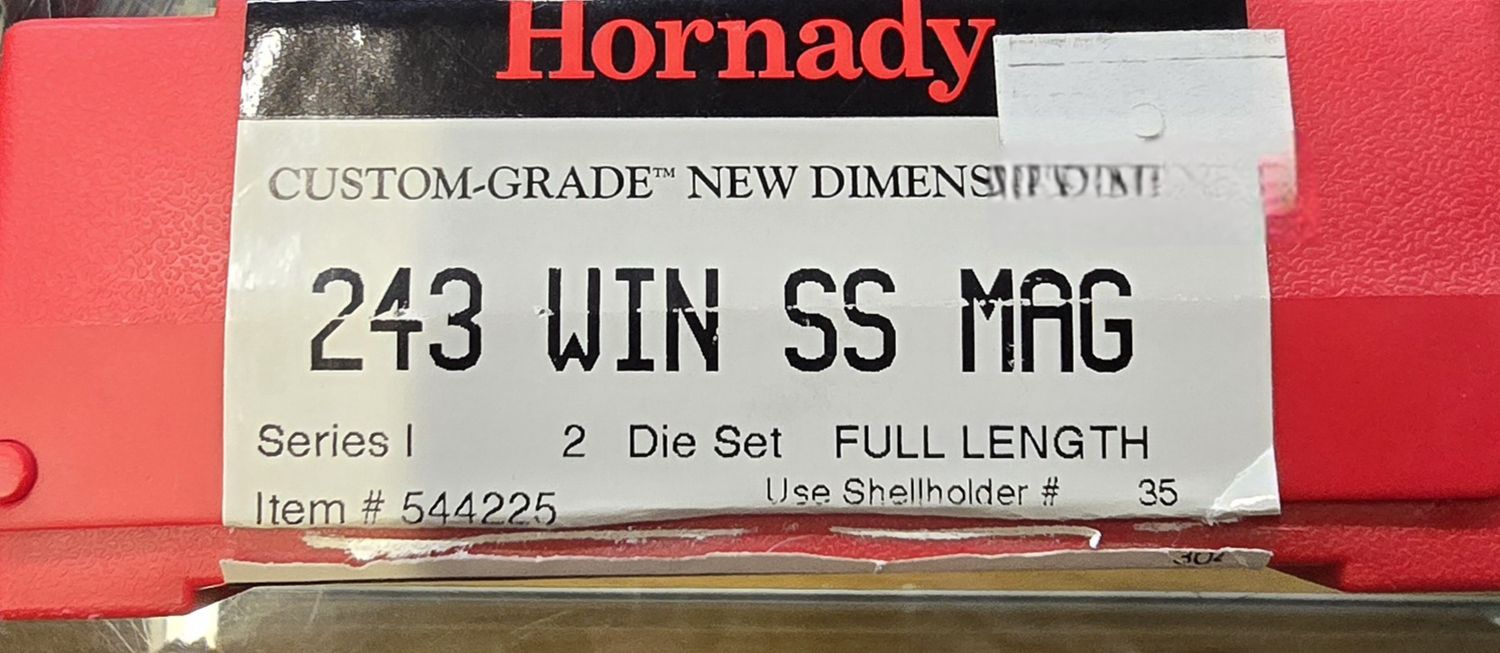 Hornady
CUSTOM-GRADE™ NEW
243 WIN SS MAG
Series I 2 Die Set FULL LENGTH
Use Shellholder # 35
Item # 544225